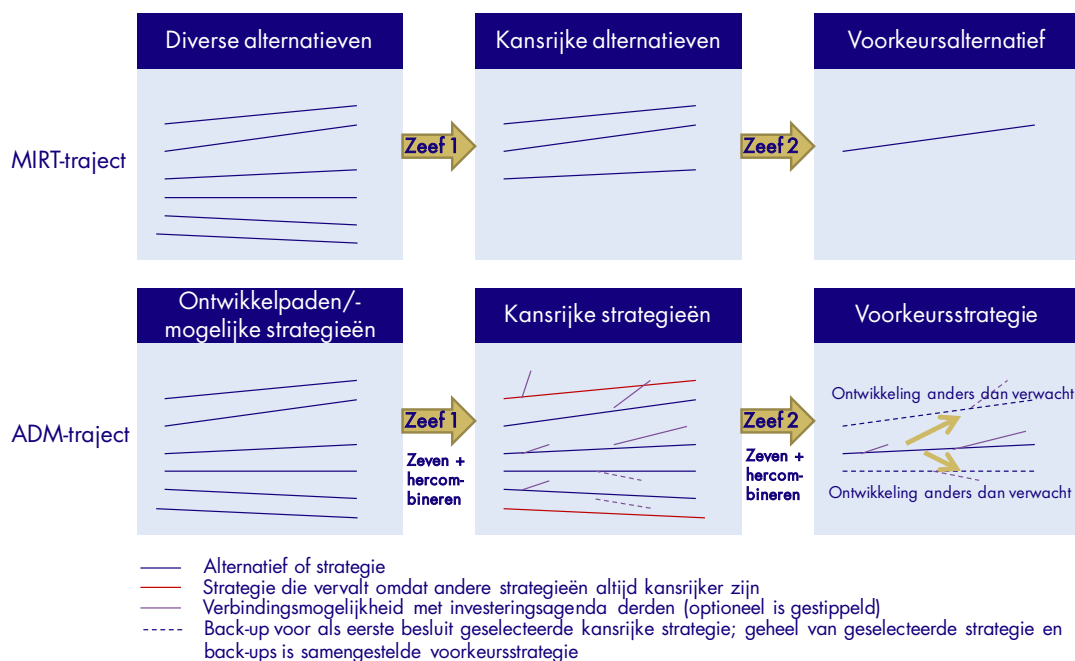 Diverse alternatieven
Kansrijke alternatieven
Voorkeursalternatief
MIRT-traject
Zeef 1
Zeef 2
Ontwikkelpaden/-
mogelijke strategieën
Kansrijke strategieën
Voorkeursstrategie
ADM-traject
Zeef 1
Zeven +
hercom-
bineren
Zeef 2
Zeven +
hercom-
bineren
Ontwikkeling anders dan verwacht
Ontwikkeling anders dan verwacht
Alternatief of strategie
Strategie die vervalt omdat andere strategieën altijd kansrijker zijn
Verbindingsmogelijkheid met investeringsagenda derden (optioneel is gestippeld)
Back-up voor als eerste besluit geselecteerde kansrijke strategie; geheel van geselecteerde strategie en
back-ups is samengestelde voorkeursstrategie